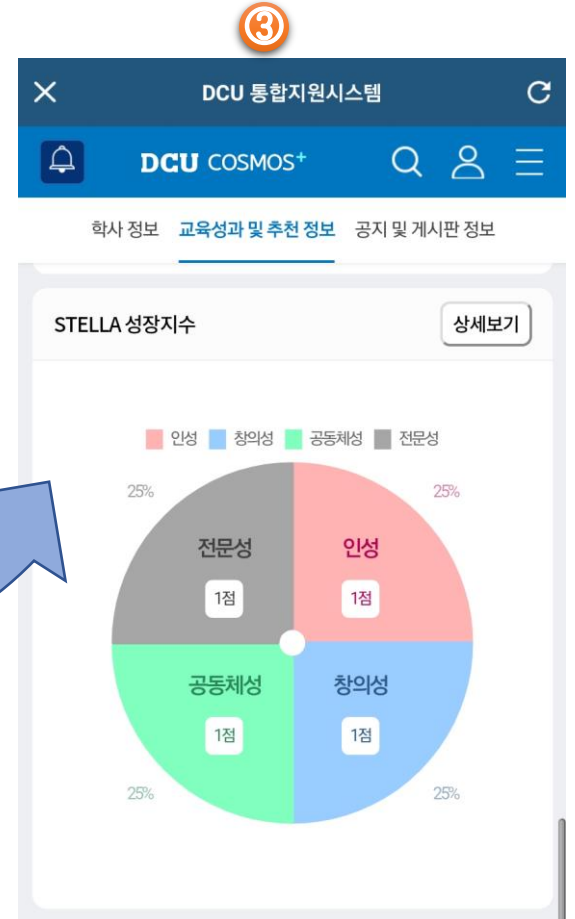 ③
DCU 통합지원시스템
DCU COSMOS+
학사 정보 교육성과 및 추천 정보 공지 및 게시판 정보
STELLA 성장지수 상세보기
인성 창의성 공동체성 전문성
25% 25%
전문성 인성
1점 1점
공동체성 창의성
1점 1점
25% 25%